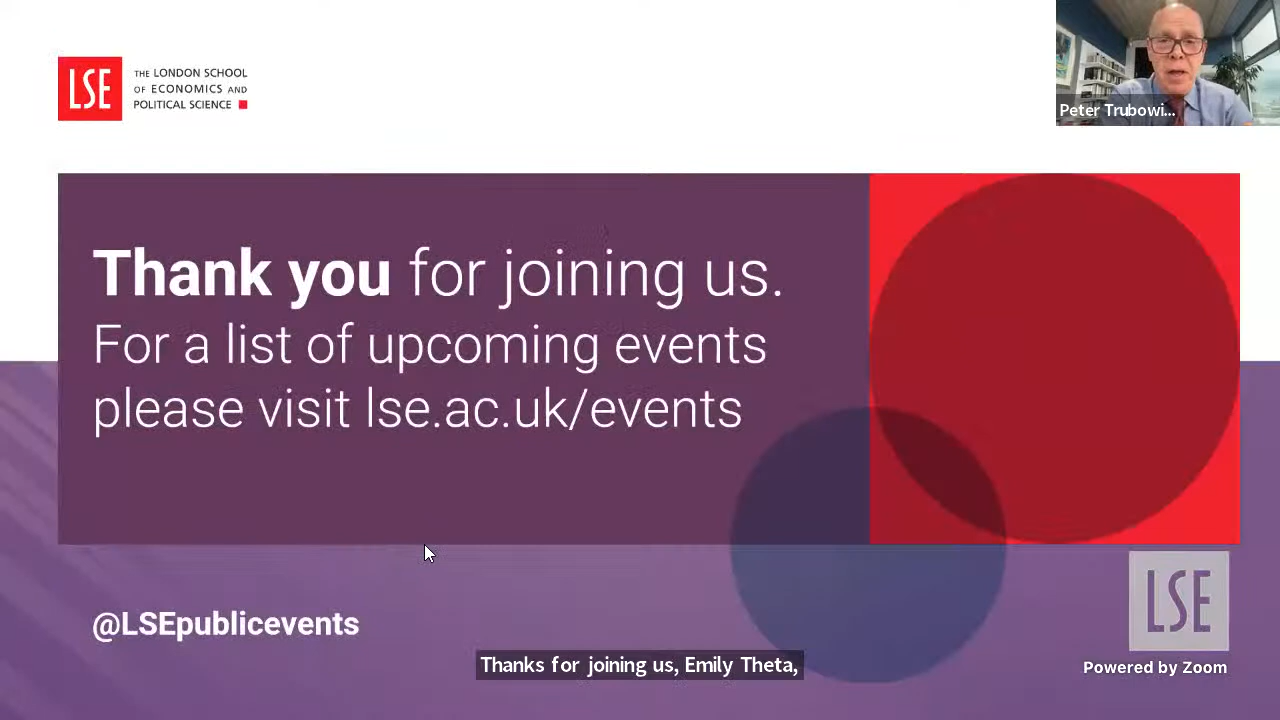 LSE
THE LONDON SCHOOL
OF ECONOMICS AND
POLITICAL SCIENCE
Peter Trubowi...
Thank you for joining us.
For a list of upcoming events
please visit lse.ac.uk/events
@LSEpublicevents
LSE
Thanks for joining us, Emily Theta,
Powered by Zoom